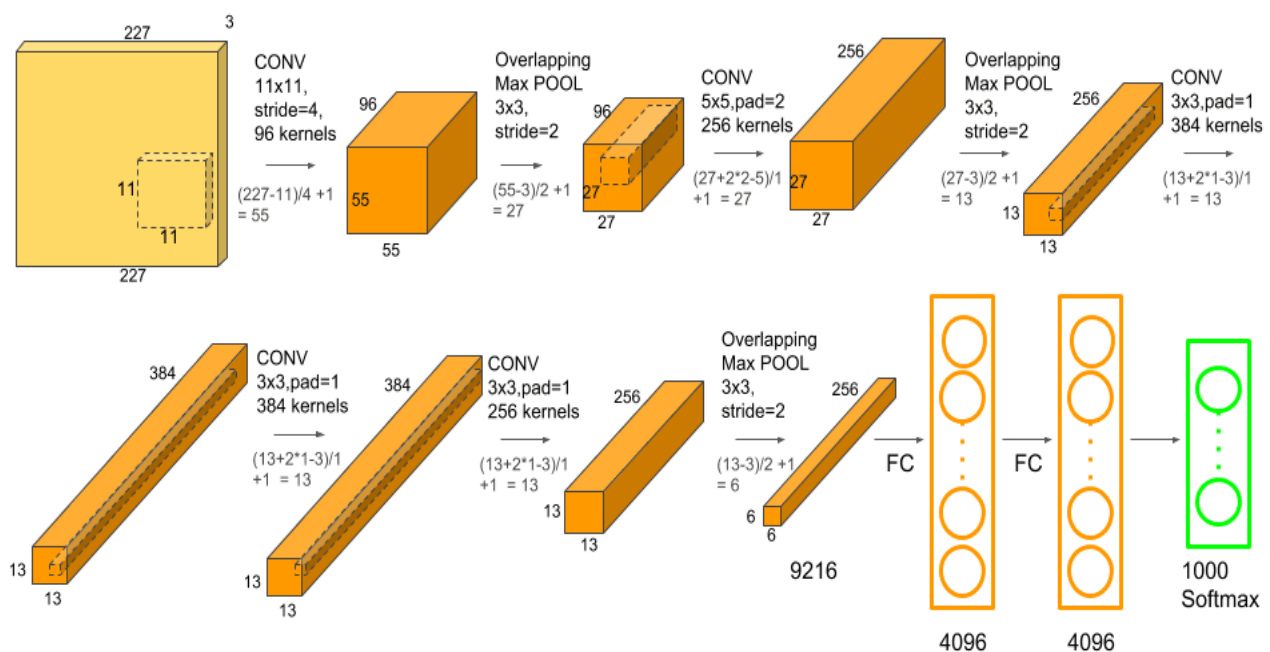 227
3
CONV
11x11,
stride=4,
96 kernels
(227-11)/4 +1
= 55
11
11
227
96
55
55
Overlapping
Max POOL
3x3,
stride=2
(55-3)/2 +1
= 27
96
27
27
CONV
5x5,pad=2
256 kernels
(27+2*2-5)/1
+1 = 27
256
27
27
Overlapping
Max POOL
3x3,
stride=2
(27-3)/2 +1
= 13
256
13
13
CONV
3x3,pad=1
384 kernels
(13+2*1-3)/1
+1 = 13
384
13
13
CONV
3x3,pad=1
384 kernels
(13+2*1-3)/1
+1 = 13
384
13
13
CONV
3x3,pad=1
256 kernels
(13+2*1-3)/1
+1 = 13
256
13
13
Overlapping
Max POOL
3x3,
stride=2
(13-3)/2 +1
= 6
256
6
6
9216
FC
4096
FC
4096
1000
Softmax